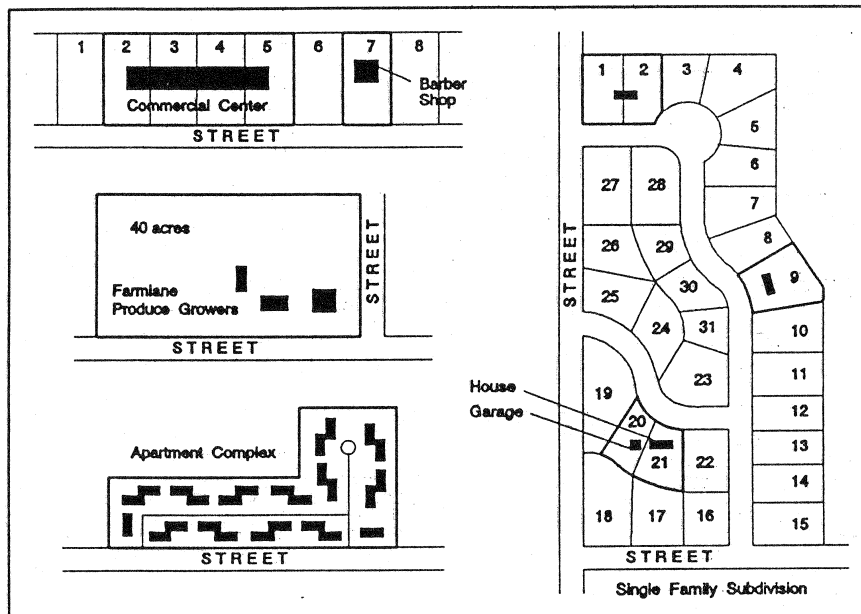 1 2 3 4 5 6 7 8
Barber
Shop
Commercial Center
STREET
40 acres
Farmlane
Produce Growers
STREET
STREET
Apartment Complex
STREET
1 2 3 4
5
6
7
8
9
10
11
12
13
14
15
27 28
26 29
25 30
24 31
23
19
20
21 22
18 17 16
STREET
House
Garage
STREET
Single Family Subdivision